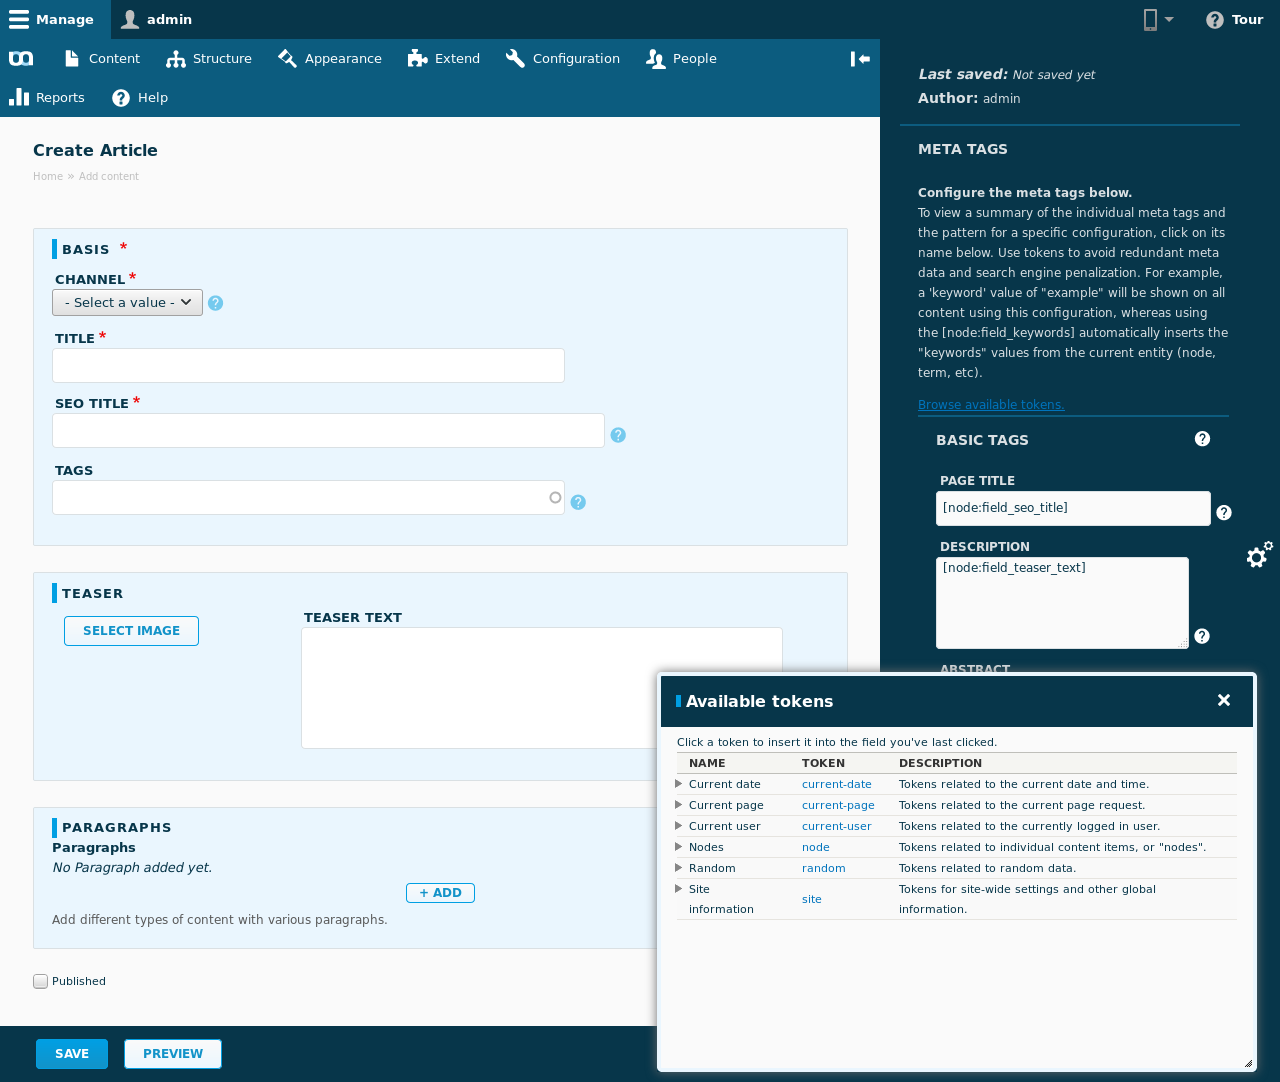 Manage
admin
Tour
Content
Structure
Appearance
Extend
Configuration
People
Reports
Help
Create Article
Home » Add content
BASIS *
CHANNEL *
- Select a value -
?
TITLE *
SEO TITLE *
?
TAGS
?
TEASER
SELECT IMAGE
TEASER TEXT
PARAGRAPHS
Paragraphs
No Paragraph added yet.
+ ADD
Add different types of content with various paragraphs.
Published
SAVE
PREVIEW
Last saved: Not saved yet
Author: admin
META TAGS
Configure the meta tags below.
To view a summary of the individual meta tags and
the pattern for a specific configuration, click on its
name below. Use tokens to avoid redundant meta
data and search engine penalization. For example,
a 'keyword' value of "example" will be shown on all
content using this configuration, whereas using
the [node:field_keywords] automatically inserts the
"keywords" values from the current entity (node,
term, etc).
Browse available tokens.
BASIC TAGS
?
PAGE TITLE
[node:field_seo_title]
?
DESCRIPTION
[node:field_teaser_text]
?
ABSTRACT
Available tokens
Click a token to insert it into the field you've last clicked.
NAME TOKEN DESCRIPTION
Current date current-date Tokens related to the current date and time.
Current page current-page Tokens related to the current page request.
Current user current-user Tokens related to the currently logged in user.
Nodes node Tokens related to individual content items, or "nodes".
Random random Tokens related to random data.
Site
information
site
Tokens for site-wide settings and other global
information.